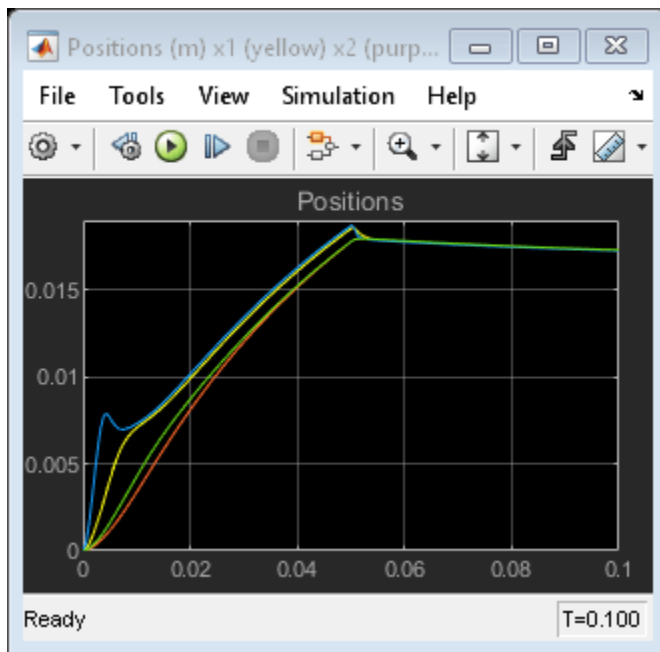 Positions (m) x1 (yellow) x2 (purp...
File Tools View Simulation Help
Positions
0.015
0.01
0.005
0
0 0.02 0.04 0.06 0.08 0.1
Ready T=0.100